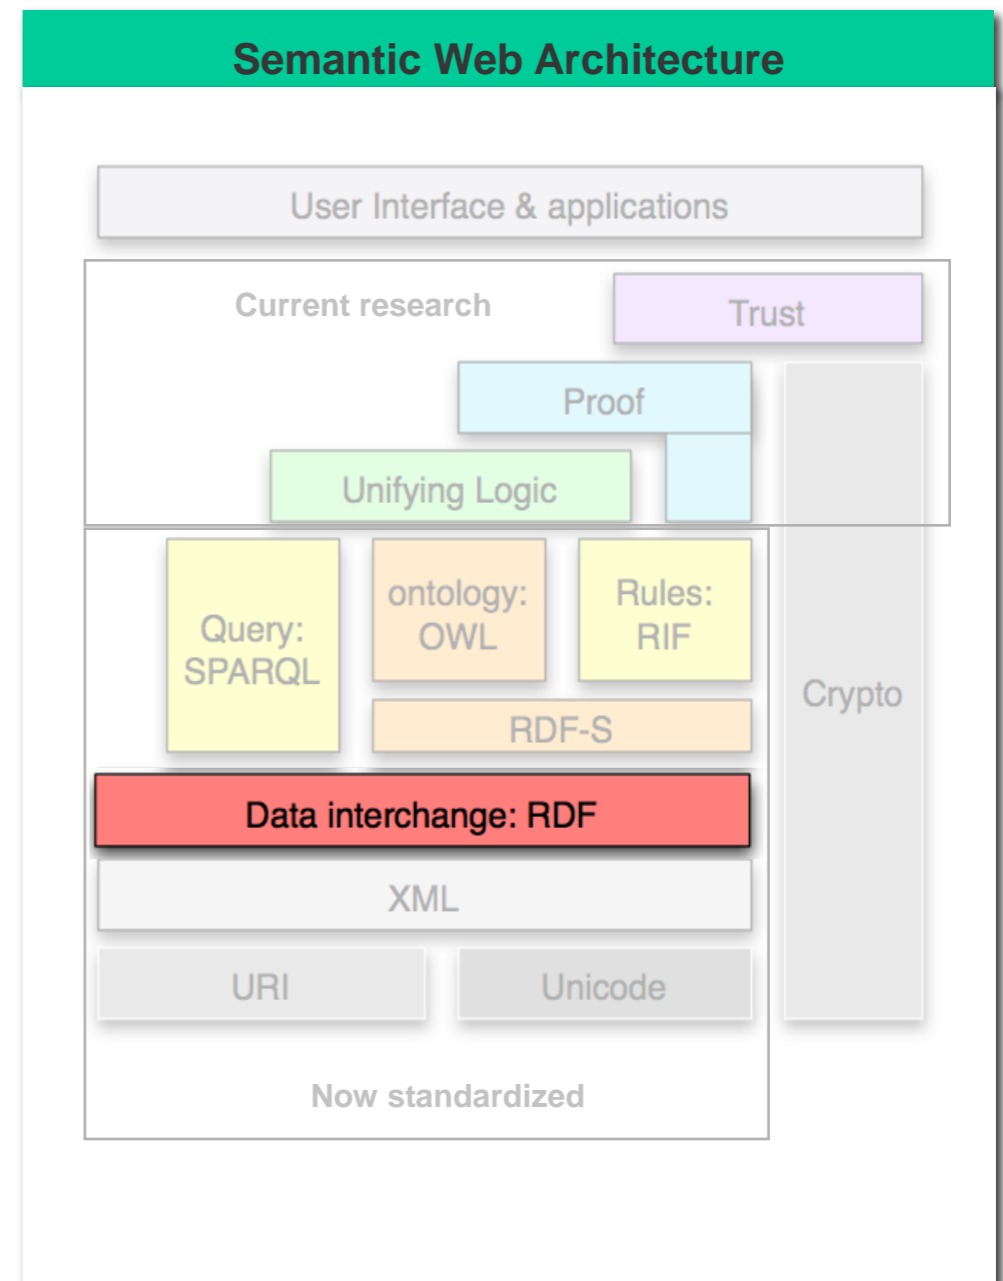 Semantic Web Architecture
User Interface & applications
Current research
Trust
Proof
Unifying Logic
Query:
SPARQL
ontology:
OWL
Rules:
RIF
Crypto
RDF-S
Data interchange: RDF
XML
URI
Unicode
Now standardized